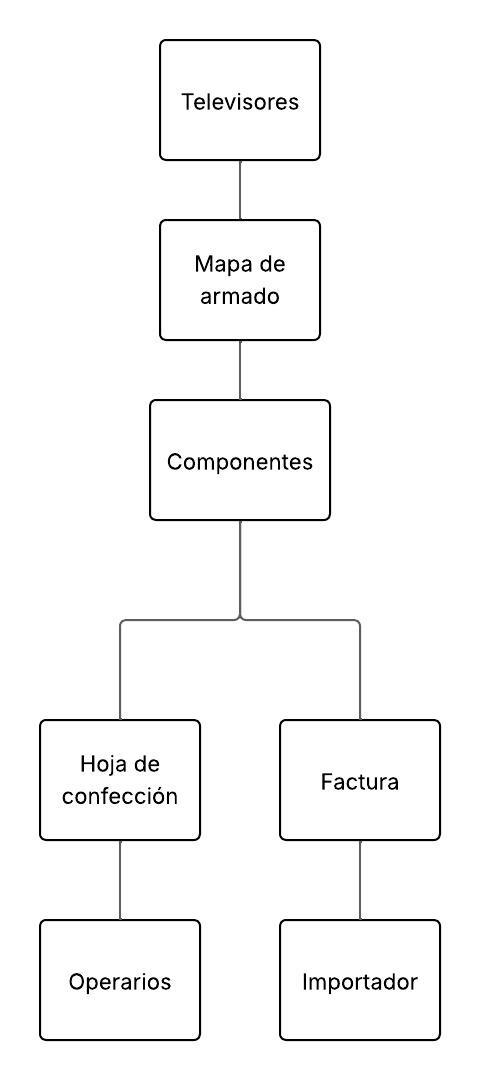 Televisores
Mapa de
armado
Componentes
Hoja de
confección
Factura
Operarios
Importador